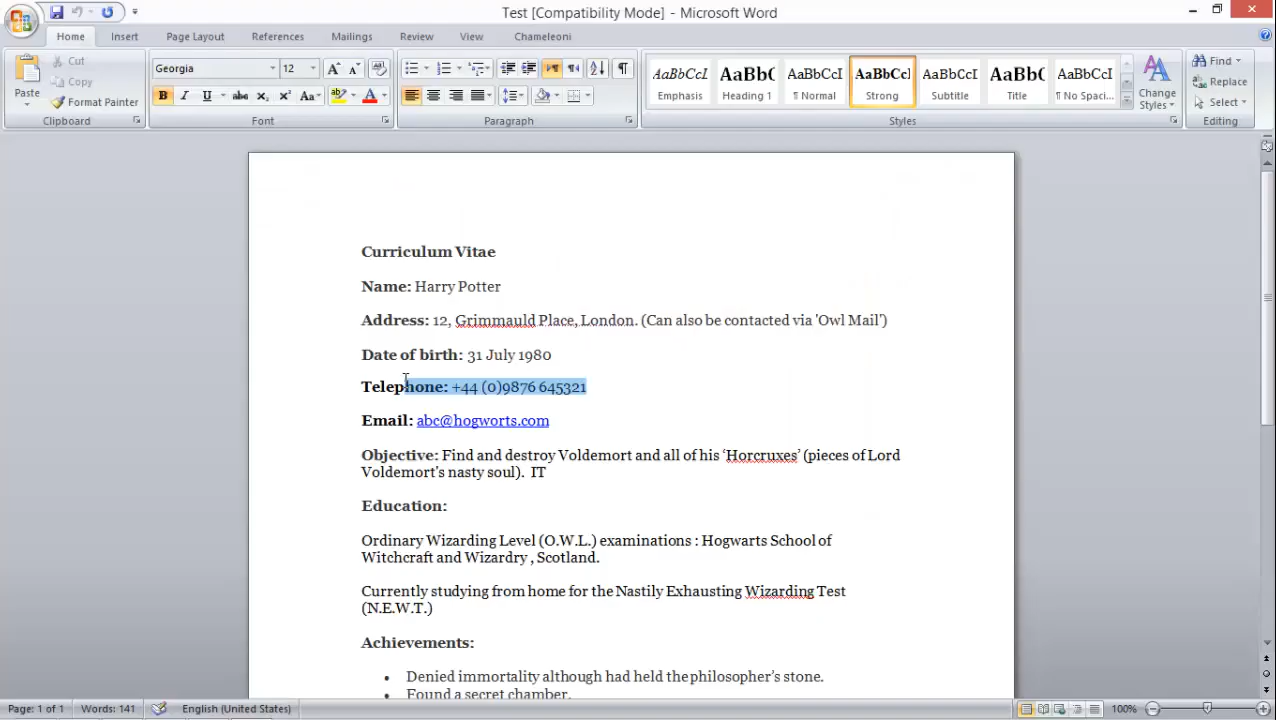 Test [Compatibility Mode] - Microsoft Word
Home Insert Page Layout References Mailings Review View Chameleoni
Paste
Cut
Copy
Format Painter
Clipboard
Georgia 12
Font
Paragraph
AaBbCcI AaBb( AaBbCcI AaBbCc] AaBbCcI AaBb( AaBbCcI
Emphasis Heading 1 ¶ Normal Strong Subtitle Title ¶ No Spaci...
Change Styles
Styles
Find
Replace
Select
Editing
Curriculum Vitae
Name: Harry Potter
Address: 12, Grimmauld Place, London. (Can also be contacted via 'Owl Mail')
Date of birth: 31 July 1980
Telephone: +44 (0)9876 645321
Email: abc@hogworts.com
Objective: Find and destroy Voldemort and all of his ‘Horcruxes’ (pieces of Lord
Voldemort's nasty soul). IT
Education:
Ordinary Wizarding Level (O.W.L.) examinations : Hogwarts School of
Witchcraft and Wizardry , Scotland.
Currently studying from home for the Nastily Exhausting Wizarding Test
(N.E.W.T.)
Achievements:
• Denied immortality although had held the philosopher’s stone.
• Found a secret chamber.
Page: 1 of 1 Words: 141 English (United States) 100%